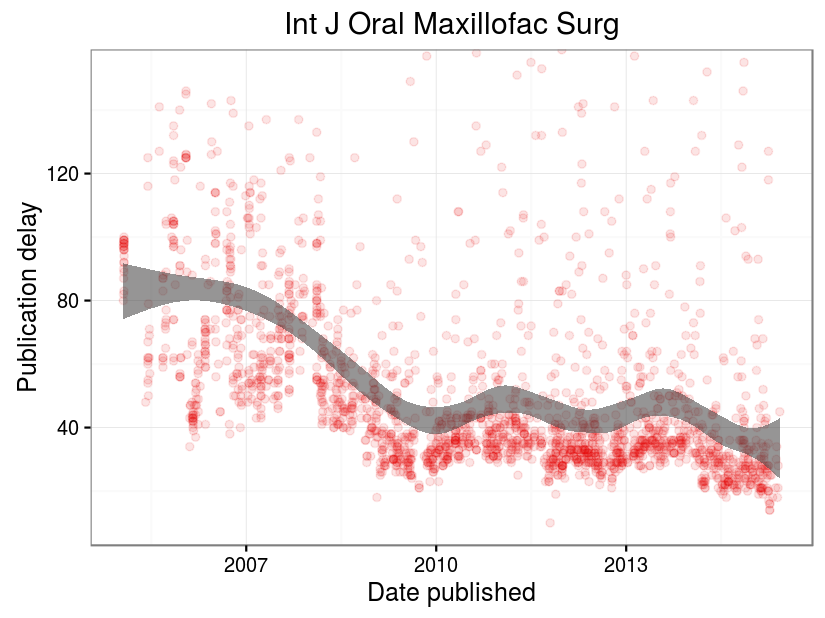 Int J Oral Maxillofac Surg
Publication delay
120
80
40
2007
2010
2013
Date published